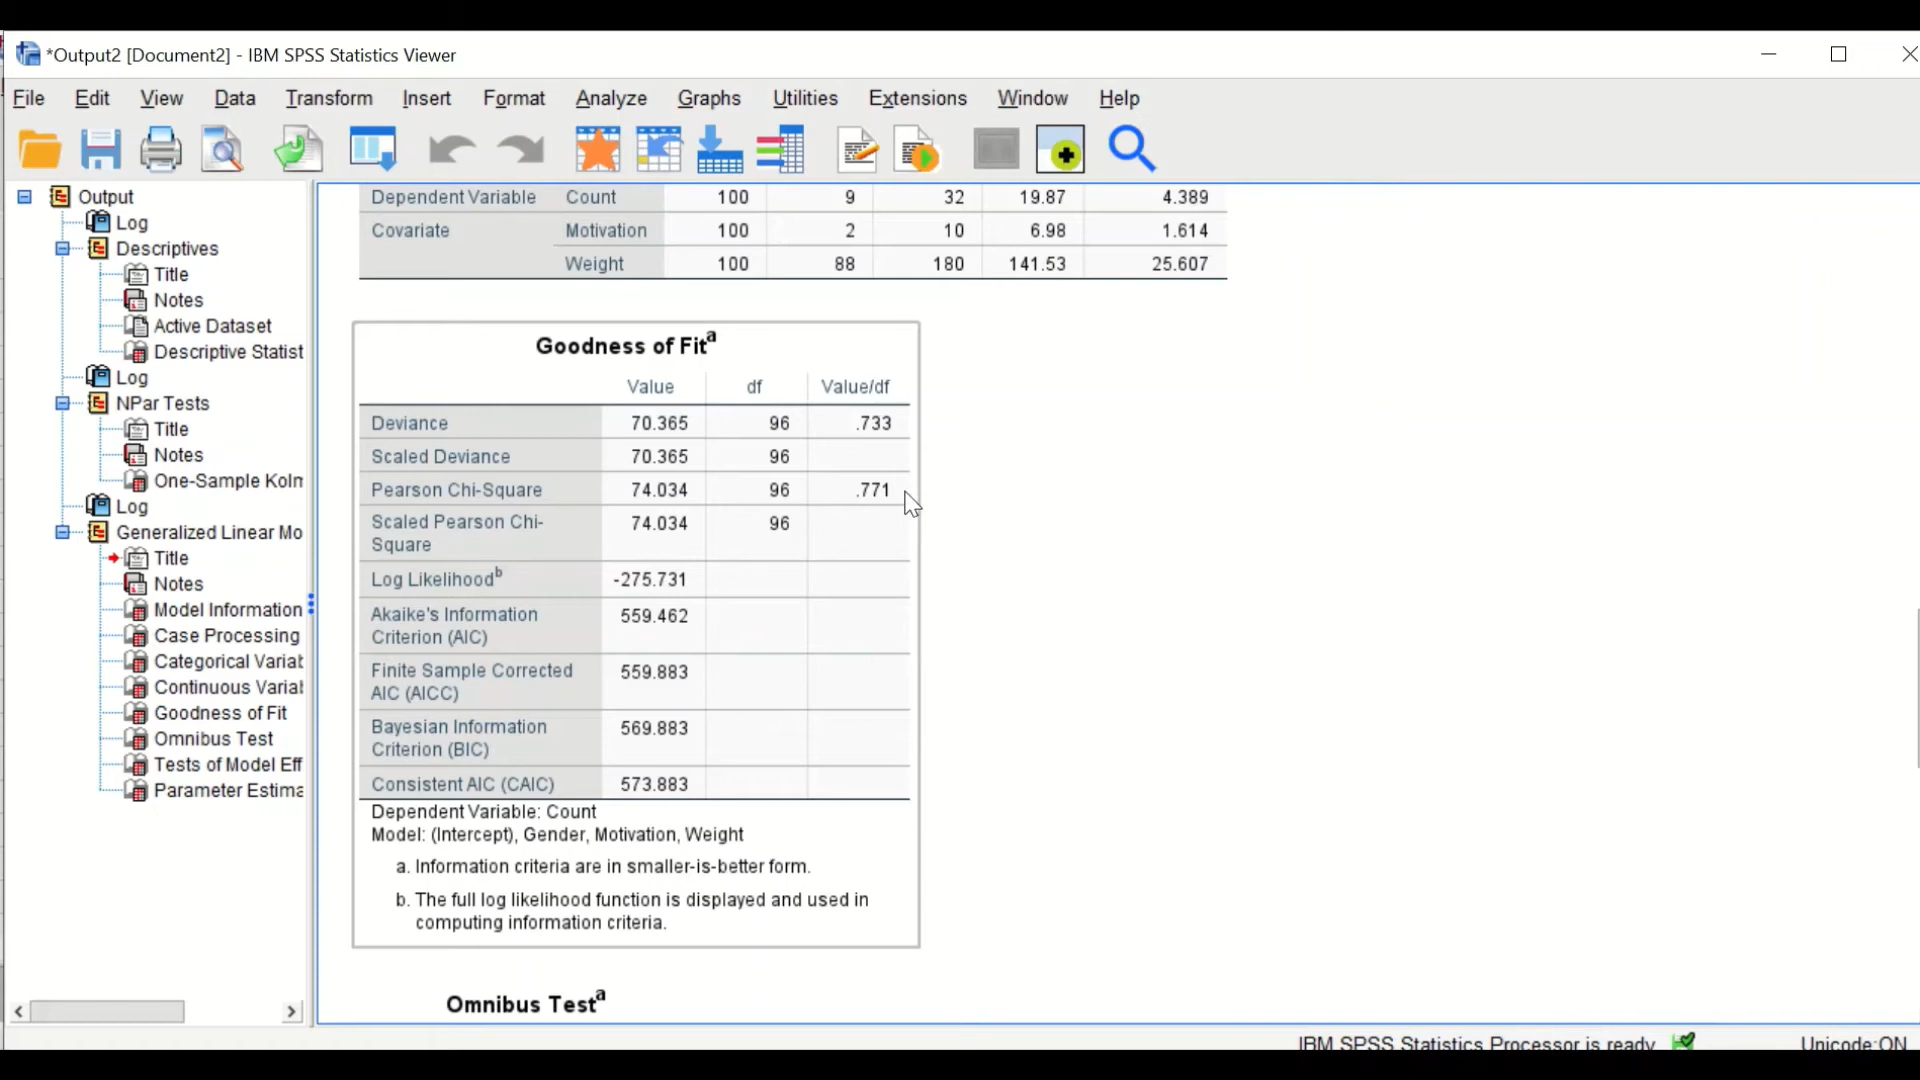 *Output2 [Document2] - IBM SPSS Statistics Viewer
File Edit View Data Transform Insert Format Analyze Graphs Utilities Extensions Window Help
Output
Log
Descriptives
Title
Notes
Active Dataset
Descriptive Statist
Log
NPar Tests
Title
Notes
One-Sample Kolm
Log
Generalized Linear Mo
Title
Notes
Model Information
Case Processing
Categorical Variab
Continuous Variab
Goodness of Fit
Omnibus Test
Tests of Model Eff
Parameter Estima
Dependent Variable Count 100 9 32 19.87 4.389
Covariate Motivation 100 2 10 6.98 1.614
Weight 100 88 180 141.53 25.607
Goodness of Fitᵃ
Value df Value/df
Deviance 70.365 96 .733
Scaled Deviance 70.365 96
Pearson Chi-Square 74.034 96 .771
Scaled Pearson Chi- 74.034 96
Square
Log Likelihoodᵇ -275.731
Akaike's Information 559.462
Criterion (AIC)
Finite Sample Corrected 559.883
AIC (AICC)
Bayesian Information 569.883
Criterion (BIC)
Consistent AIC (CAIC) 573.883
Dependent Variable: Count
Model: (Intercept), Gender, Motivation, Weight
a. Information criteria are in smaller-is-better form.
b. The full log likelihood function is displayed and used in
computing information criteria.
Omnibus Testᵃ
IBM SPSS Statistics Processor is ready Unicode:ON